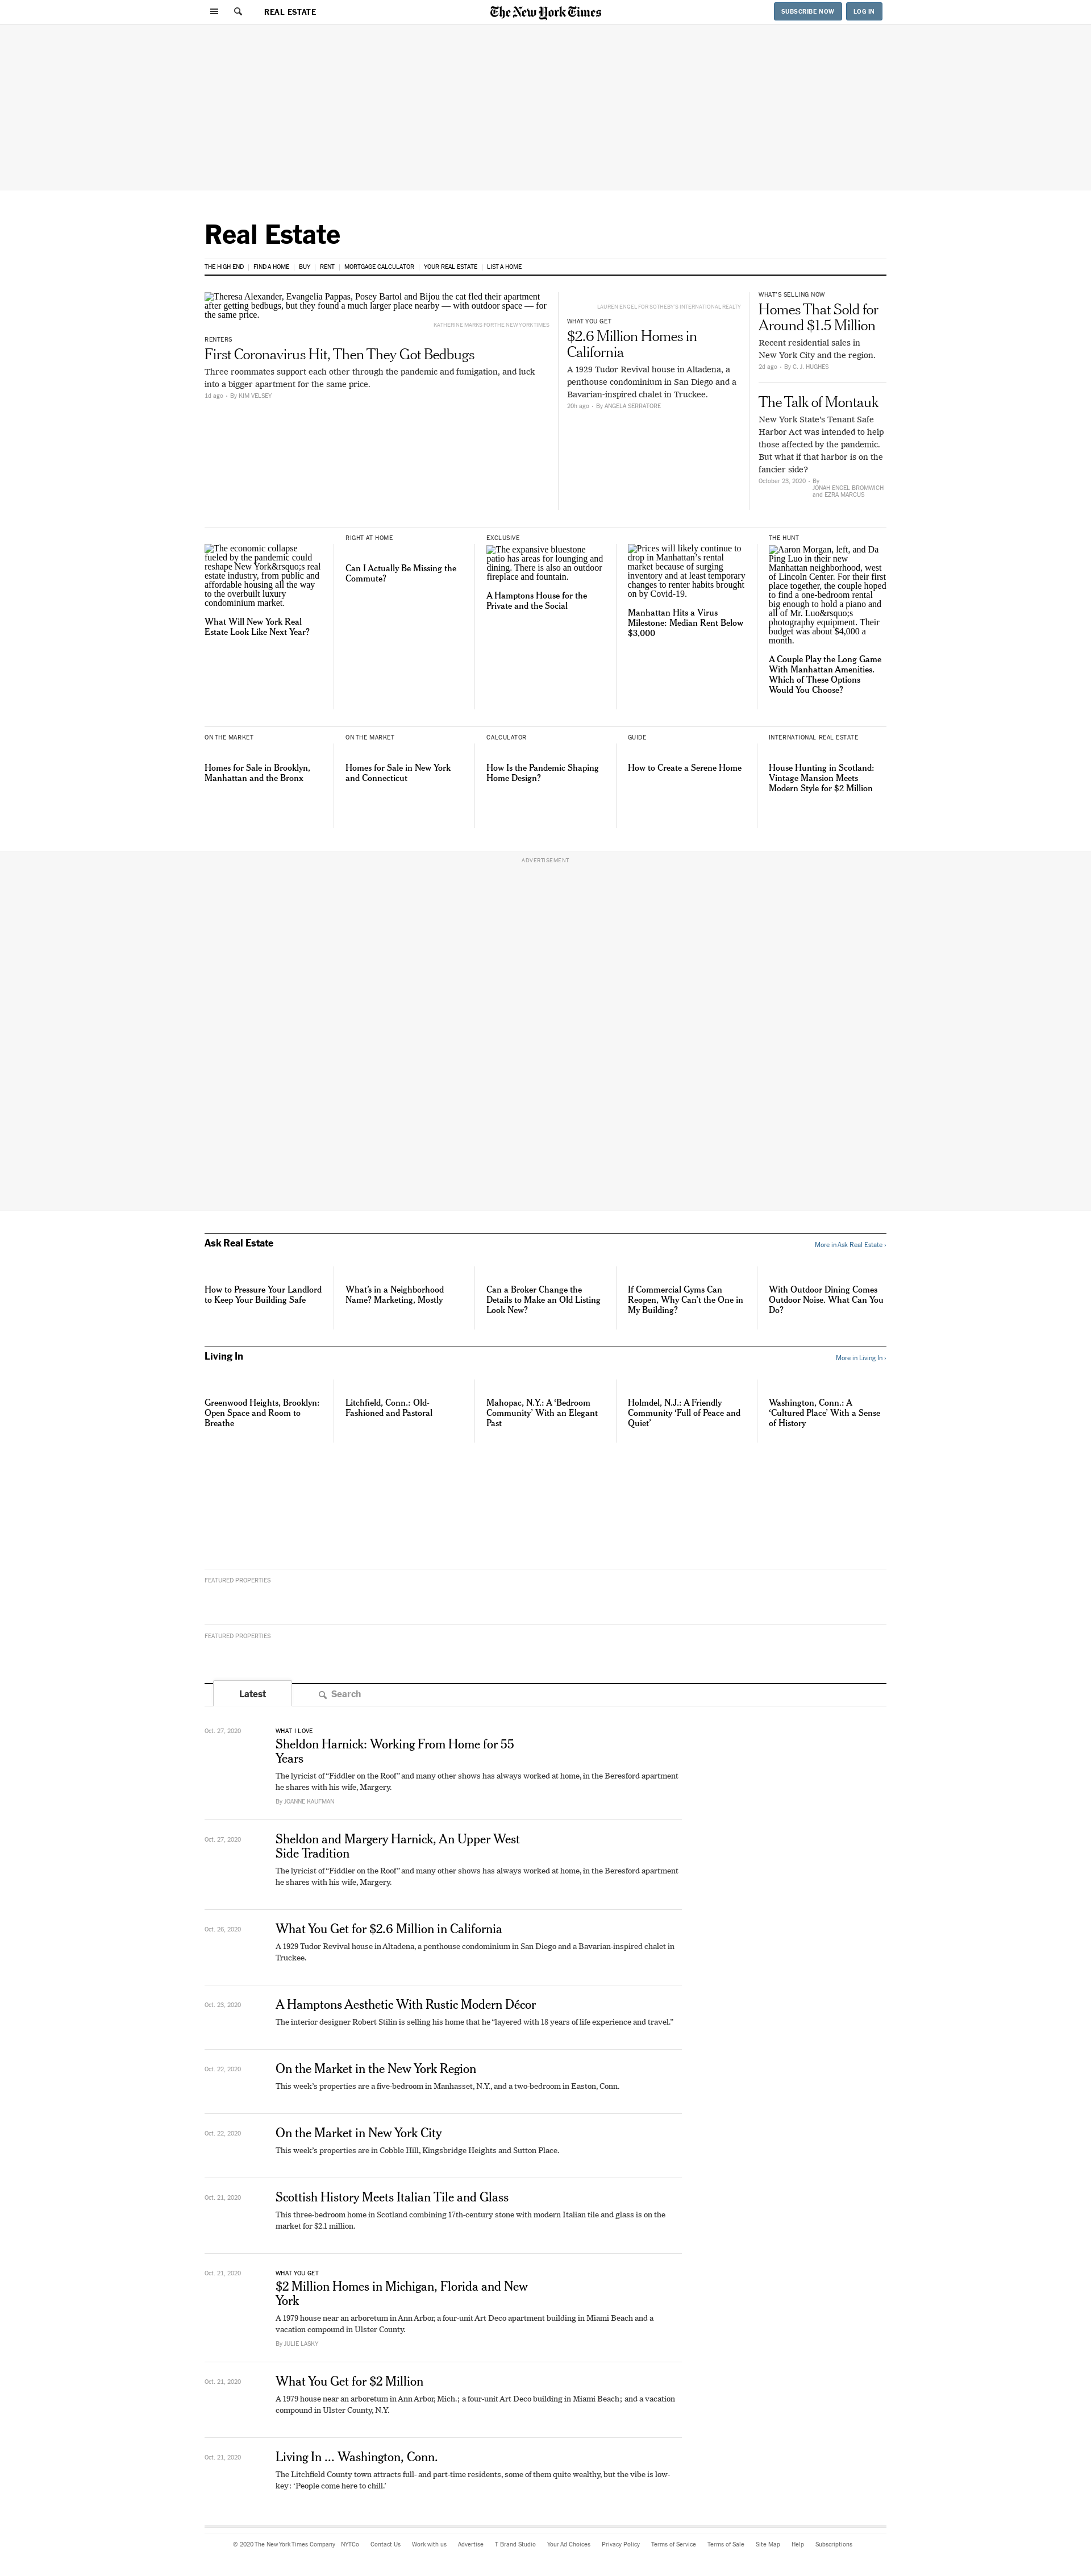 REAL ESTATE
The New York Times
SUBSCRIBE NOW
LOG IN
Real Estate
THE HIGH END | FIND A HOME | BUY | RENT | MORTGAGE CALCULATOR | YOUR REAL ESTATE | LIST A HOME
Theresa Alexander, Evangelia Pappas, Posey Bartol and Bijou the cat fled their apartment
after getting bedbugs, but they found a much larger place nearby — with outdoor space — for
the same price.
KATHERINE MARKS FOR THE NEW YORK TIMES
RENTERS
First Coronavirus Hit, Then They Got Bedbugs
Three roommates support each other through the pandemic and fumigation, and luck
into a bigger apartment for the same price.
1d ago - By KIM VELSEY
LAUREN ENGEL FOR SOTHEBY'S INTERNATIONAL REALTY
WHAT YOU GET
$2.6 Million Homes in
California
A 1929 Tudor Revival house in Altadena, a
penthouse condominium in San Diego and a
Bavarian-inspired chalet in Truckee.
20h ago - By ANGELA SERRATORE
WHAT'S SELLING NOW
Homes That Sold for
Around $1.5 Million
Recent residential sales in
New York City and the region.
2d ago - By C. J. HUGHES
The Talk of Montauk
New York State's Tenant Safe
Harbor Act was intended to help
those affected by the pandemic.
But what if that harbor is on the
fancier side?
October 23, 2020 - By
JONAH ENGEL BROMWICH
and EZRA MARCUS
The economic collapse
fueled by the pandemic could
reshape New York&rsquo;s real
estate industry, from public and
affordable housing all the way
to the overbuilt luxury
condominium market.
What Will New York Real
Estate Look Like Next Year?
RIGHT AT HOME
Can I Actually Be Missing the
Commute?
EXCLUSIVE
The expansive bluestone
patio has areas for lounging and
dining. There is also an outdoor
fireplace and fountain.
A Hamptons House for the
Private and the Social
Prices will likely continue to
drop in Manhattan's rental
market because of surging
inventory and at least temporary
changes to renter habits brought
on by Covid-19.
Manhattan Hits a Virus
Milestone: Median Rent Below
$3,000
THE HUNT
Aaron Morgan, left, and Da
Ping Luo in their new
Manhattan neighborhood, west
of Lincoln Center. For their first
place together, the couple hoped
to find a one-bedroom rental
big enough to hold a piano and
all of Mr. Luo&rsquo;s
photography equipment. Their
budget was about $4,000 a
month.
A Couple Play the Long Game
With Manhattan Amenities.
Which of These Options
Would You Choose?
ON THE MARKET
Homes for Sale in Brooklyn,
Manhattan and the Bronx
ON THE MARKET
Homes for Sale in New York
and Connecticut
CALCULATOR
How Is the Pandemic Shaping
Home Design?
GUIDE
How to Create a Serene Home
INTERNATIONAL REAL ESTATE
House Hunting in Scotland:
Vintage Mansion Meets
Modern Style for $2 Million
ADVERTISEMENT
Ask Real Estate
More in Ask Real Estate ›
How to Pressure Your Landlord
to Keep Your Building Safe
What's in a Neighborhood
Name? Marketing, Mostly
Can a Broker Change the
Details to Make an Old Listing
Look New?
If Commercial Gyms Can
Reopen, Why Can't the One in
My Building?
With Outdoor Dining Comes
Outdoor Noise. What Can You
Do?
Living In
More in Living In ›
Greenwood Heights, Brooklyn:
Open Space and Room to
Breathe
Litchfield, Conn.: Old-
Fashioned and Pastoral
Mahopac, N.Y.: A 'Bedroom
Community' With an Elegant
Past
Holmdel, N.J.: A Friendly
Community 'Full of Peace and
Quiet'
Washington, Conn.: A
'Cultured Place' With a Sense
of History
FEATURED PROPERTIES
FEATURED PROPERTIES
Latest
Search
Oct. 27, 2020
WHAT I LOVE
Sheldon Harnick: Working From Home for 55
Years
The lyricist of "Fiddler on the Roof" and many other shows has always worked at home, in the Beresford apartment
he shares with his wife, Margery.
By JOANNE KAUFMAN
Oct. 27, 2020
Sheldon and Margery Harnick, An Upper West
Side Tradition
The lyricist of "Fiddler on the Roof" and many other shows has always worked at home, in the Beresford apartment
he shares with his wife, Margery.
Oct. 26, 2020
What You Get for $2.6 Million in California
A 1929 Tudor Revival house in Altadena, a penthouse condominium in San Diego and a Bavarian-inspired chalet in
Truckee.
Oct. 23, 2020
A Hamptons Aesthetic With Rustic Modern Décor
The interior designer Robert Stilin is selling his home that he "layered with 18 years of life experience and travel."
Oct. 22, 2020
On the Market in the New York Region
This week's properties are a five-bedroom in Manhasset, N.Y., and a two-bedroom in Easton, Conn.
Oct. 22, 2020
On the Market in New York City
This week's properties are in Cobble Hill, Kingsbridge Heights and Sutton Place.
Oct. 21, 2020
Scottish History Meets Italian Tile and Glass
This three-bedroom home in Scotland combining 17th-century stone with modern Italian tile and glass is on the
market for $2.1 million.
Oct. 21, 2020
WHAT YOU GET
$2 Million Homes in Michigan, Florida and New
York
A 1979 house near an arboretum in Ann Arbor, a four-unit Art Deco apartment building in Miami Beach and a
vacation compound in Ulster County.
By JULIE LASKY
Oct. 21, 2020
What You Get for $2 Million
A 1979 house near an arboretum in Ann Arbor, Mich.; a four-unit Art Deco building in Miami Beach; and a vacation
compound in Ulster County, N.Y.
Oct. 21, 2020
Living In ... Washington, Conn.
The Litchfield County town attracts full- and part-time residents, some of them quite wealthy, but the vibe is low-
key: 'People come here to chill.'
© 2020 The New York Times Company NYTCo Contact Us Work with us Advertise T Brand Studio Your Ad Choices Privacy Policy Terms of Service Terms of Sale Site Map Help Subscriptions